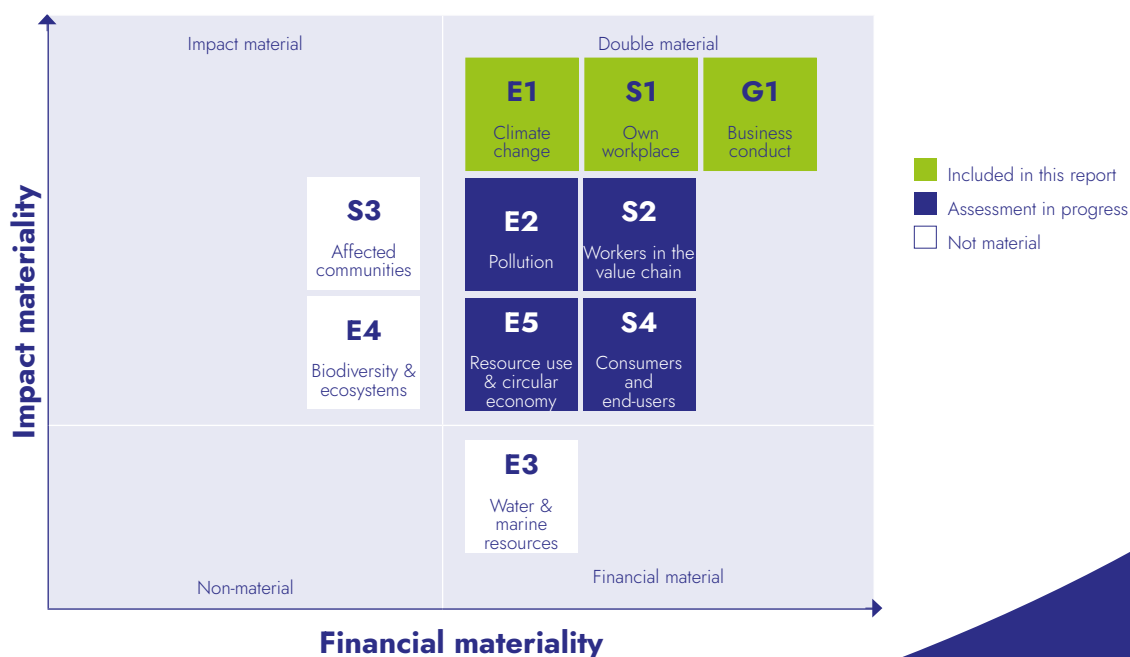 Impact material
Double material
E1
Climate
change
S1
Own
workplace
G1
Business
conduct
Included in this report
Assessment in progress
Not material
S3
Affected
communities
E2
Pollution
S2
Workers in the
value chain
E4
Biodiversity &
ecosystems
E5
Resource use
& circular
economy
S4
Consumers
and
end-users
E3
Water &
marine
resources
Non-material
Financial material
Impact materiality
Financial materiality